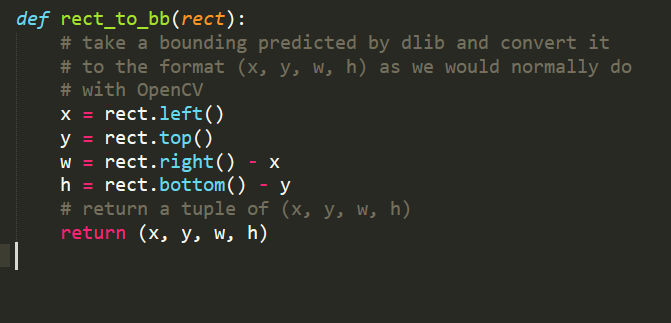 def rect_to_bb(rect):
    # take a bounding predicted by dlib and convert it
    # to the format (x, y, w, h) as we would normally do
    # with OpenCV
    x = rect.left()
    y = rect.top()
    w = rect.right() - x
    h = rect.bottom() - y
    # return a tuple of (x, y, w, h)
    return (x, y, w, h)